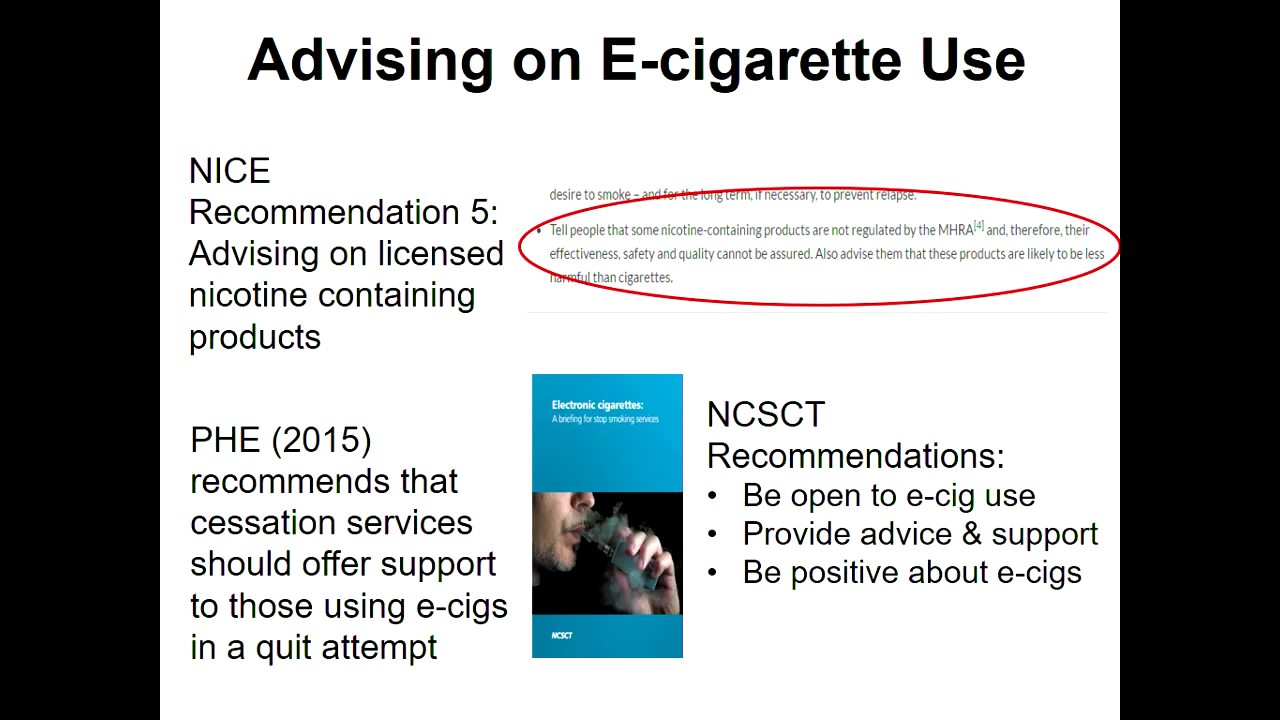 Advising on E-cigarette Use
NICE
Recommendation 5:
Advising on licensed
nicotine containing
products
desire to smoke – and for the long term, if necessary, to prevent relapse.
• Tell people that some nicotine-containing products are not regulated by the MHRA[4] and, therefore, their
effectiveness, safety and quality cannot be assured. Also advise them that these products are likely to be less
harmful than cigarettes.
PHE (2015)
recommends that
cessation services
should offer support
to those using e-cigs
in a quit attempt
Electronic cigarettes:
A briefing for stop smoking services
NCSCT
NCSCT
Recommendations:
• Be open to e-cig use
• Provide advice & support
• Be positive about e-cigs